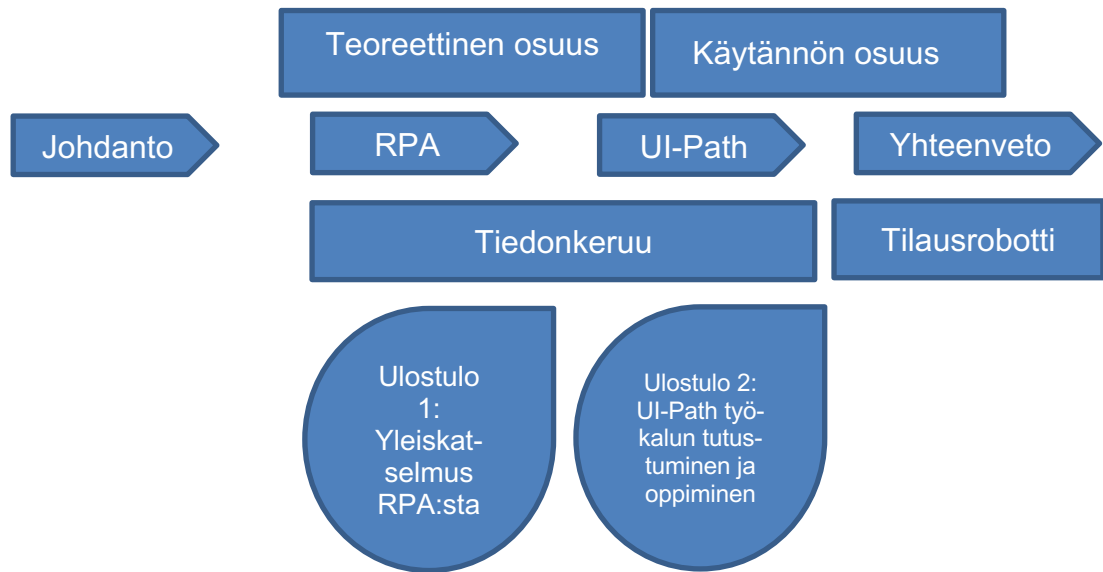 Teoreettinen osuus
Käytännön osuus
Johdanto
RPA
UI-Path
Yhteenveto
Tiedonkeruu
Tilausrobotti
Ulostulo
1:
Yleiskat-
selmus
RPA:sta
Ulostulo 2:
UI-Path työ-
kalun tutus-
tuminen ja
oppiminen